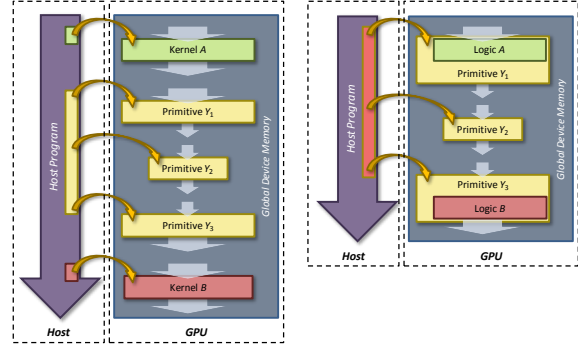 Host Program
Kernel A
Primitive Y1
Primitive Y2
Primitive Y3
Kernel B
Global Device Memory
Host
GPU
Host Program
Logic A
Primitive Y1
Primitive Y2
Primitive Y3
Logic B
Global Device Memory
Host
GPU